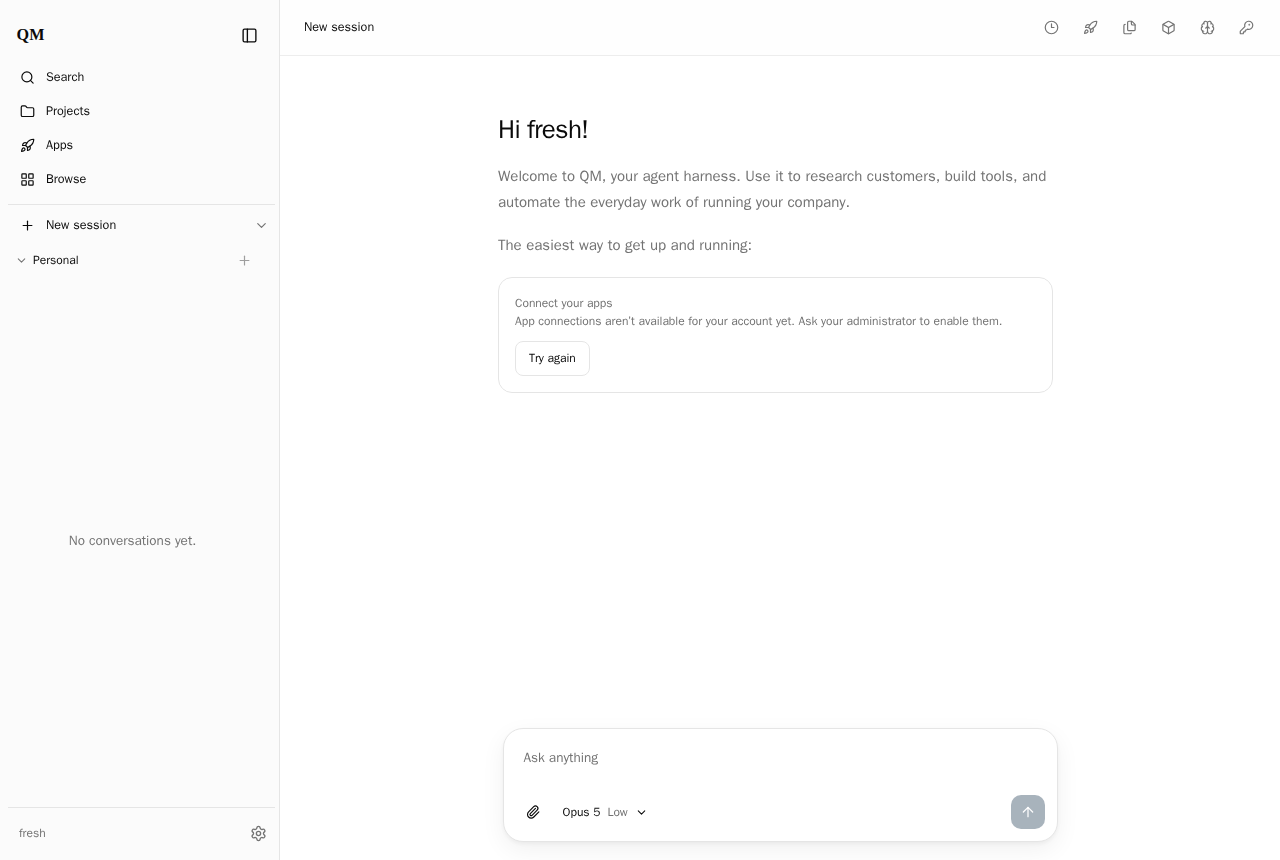 QM
Search
Projects
Apps
Browse
New session
Personal
No conversations yet.
fresh
New session
Hi fresh!
Welcome to QM, your agent harness. Use it to research customers, build tools, and
automate the everyday work of running your company.
The easiest way to get up and running:
Connect your apps
App connections aren't available for your account yet. Ask your administrator to enable them.
Try again
Ask anything
Opus 5 Low